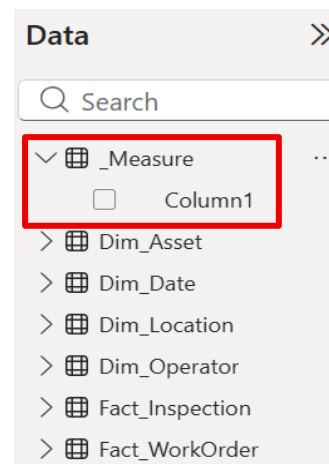 Data
Search
_Measure
Column1
Dim_Asset
Dim_Date
Dim_Location
Dim_Operator
Fact_Inspection
Fact_WorkOrder